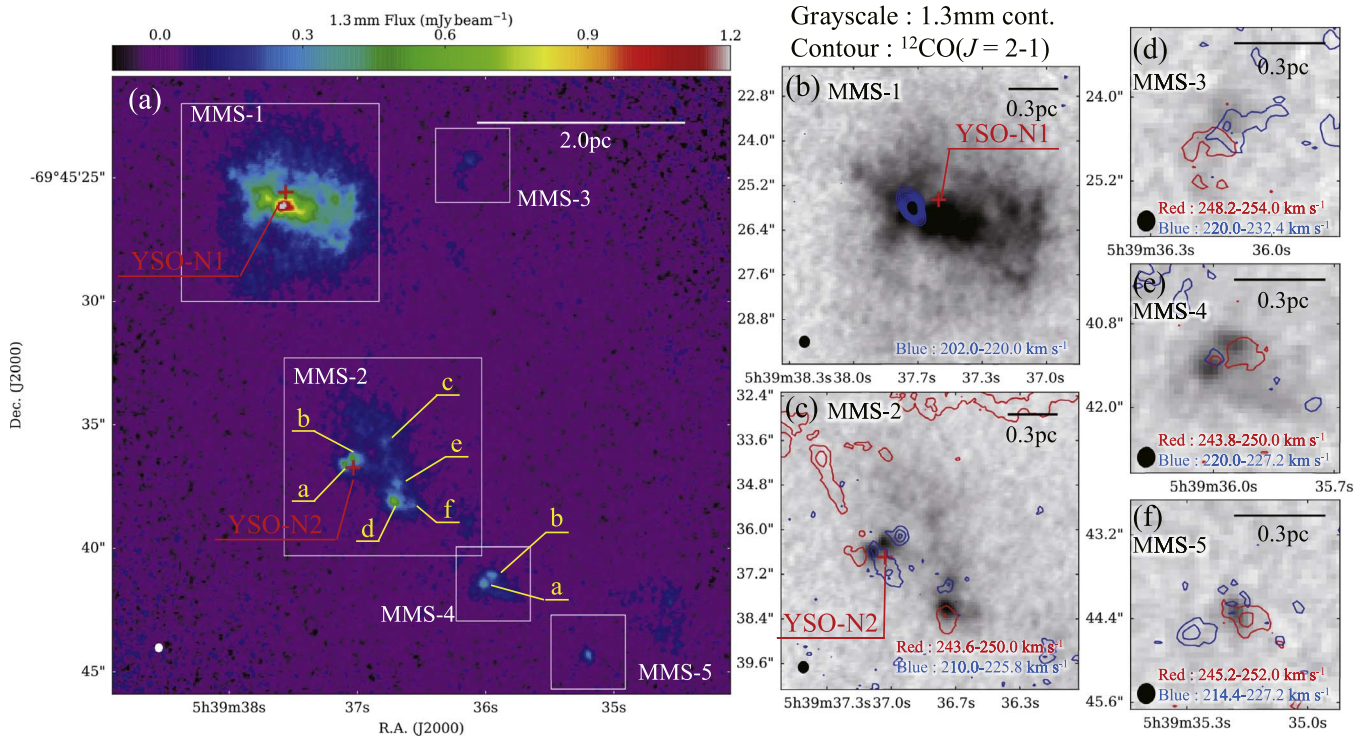 1.3 mm Flux (mJy beam⁻¹)
0.0 0.3 0.6 0.9 1.2
(a)
MMS-1
YSO-N1
2.0pc
MMS-3
MMS-2
b
c
e
a
YSO-N2
d
f
b
a
MMS-4
MMS-5
-69°45'25"
30"
35"
40"
45"
Dec. (J2000)
5h39m38s 37s 36s 35s
R.A. (J2000)
Grayscale : 1.3mm cont.
Contour : ¹²CO(J = 2-1)
(b) MMS-1
0.3pc
YSO-N1
22.8"
24.0"
25.2"
26.4"
27.6"
28.8"
Blue : 202.0-220.0 km s⁻¹
5h39m38.3s 38.0s 37.7s 37.3s 37.0s
(c) MMS-2
0.3pc
32.4"
33.6"
34.8"
36.0"
37.2"
38.4"
39.6"
YSO-N2
Red : 243.6-250.0 km s⁻¹
Blue : 210.0-225.8 km s⁻¹
5h39m37.3s 37.0s 36.7s 36.3s
(d)
MMS-3
0.3pc
24.0"
25.2"
Red : 248.2-254.0 km s⁻¹
Blue : 220.0-232.4 km s⁻¹
5h39m36.3s 36.0s
(e)
MMS-4
0.3pc
40.8"
42.0"
Red : 243.8-250.0 km s⁻¹
Blue : 220.0-227.2 km s⁻¹
5h39m36.0s 35.7s
(f)
MMS-5
0.3pc
43.2"
44.4"
45.6"
Red : 245.2-252.0 km s⁻¹
Blue : 214.4-227.2 km s⁻¹
5h39m35.3s 35.0s